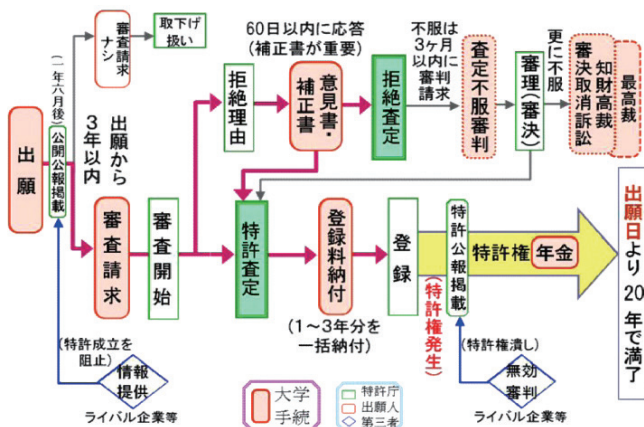 出願
(一年六月後)
公開公報掲載
審査請求ナシ
取下げ
扱い
出願から
3年以内
審査請求
審査開始
拒絶理由
60日以内に応答
(補正書が重要)
意見書・
補正書
拒絶査定
不服は
3ヶ月
以内に
審判
請求
査定不服審判
審理(審決)
更に不服
知財高裁
審決取消訴訟
最高裁
特許査定
登録料納付
(1～3年分を
一括納付)
登録
(特許権発生)
特許公報掲載
特許権
年金
出願日より20年で満了
(特許成立を
阻止)
情報
提供
ライバル企業等
大学
手続
特許庁
出願人
第三者
(特許権潰し)
無効
審判
ライバル企業等